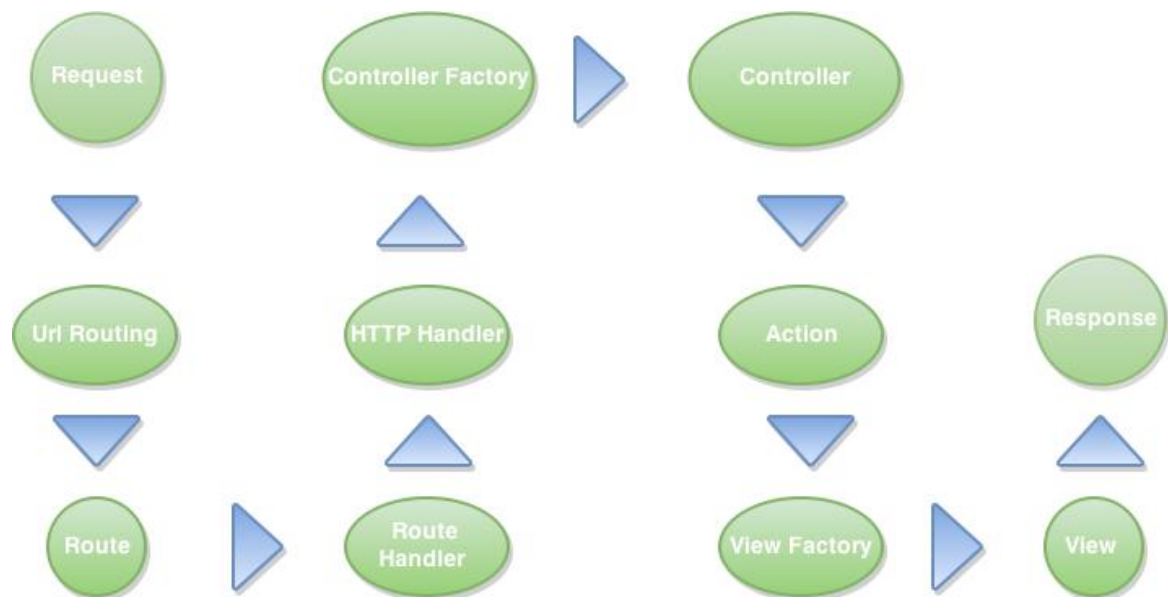 Request
Controller Factory
Controller
Url Routing
HTTP Handler
Action
Response
Route
Route
Handler
View Factory
View